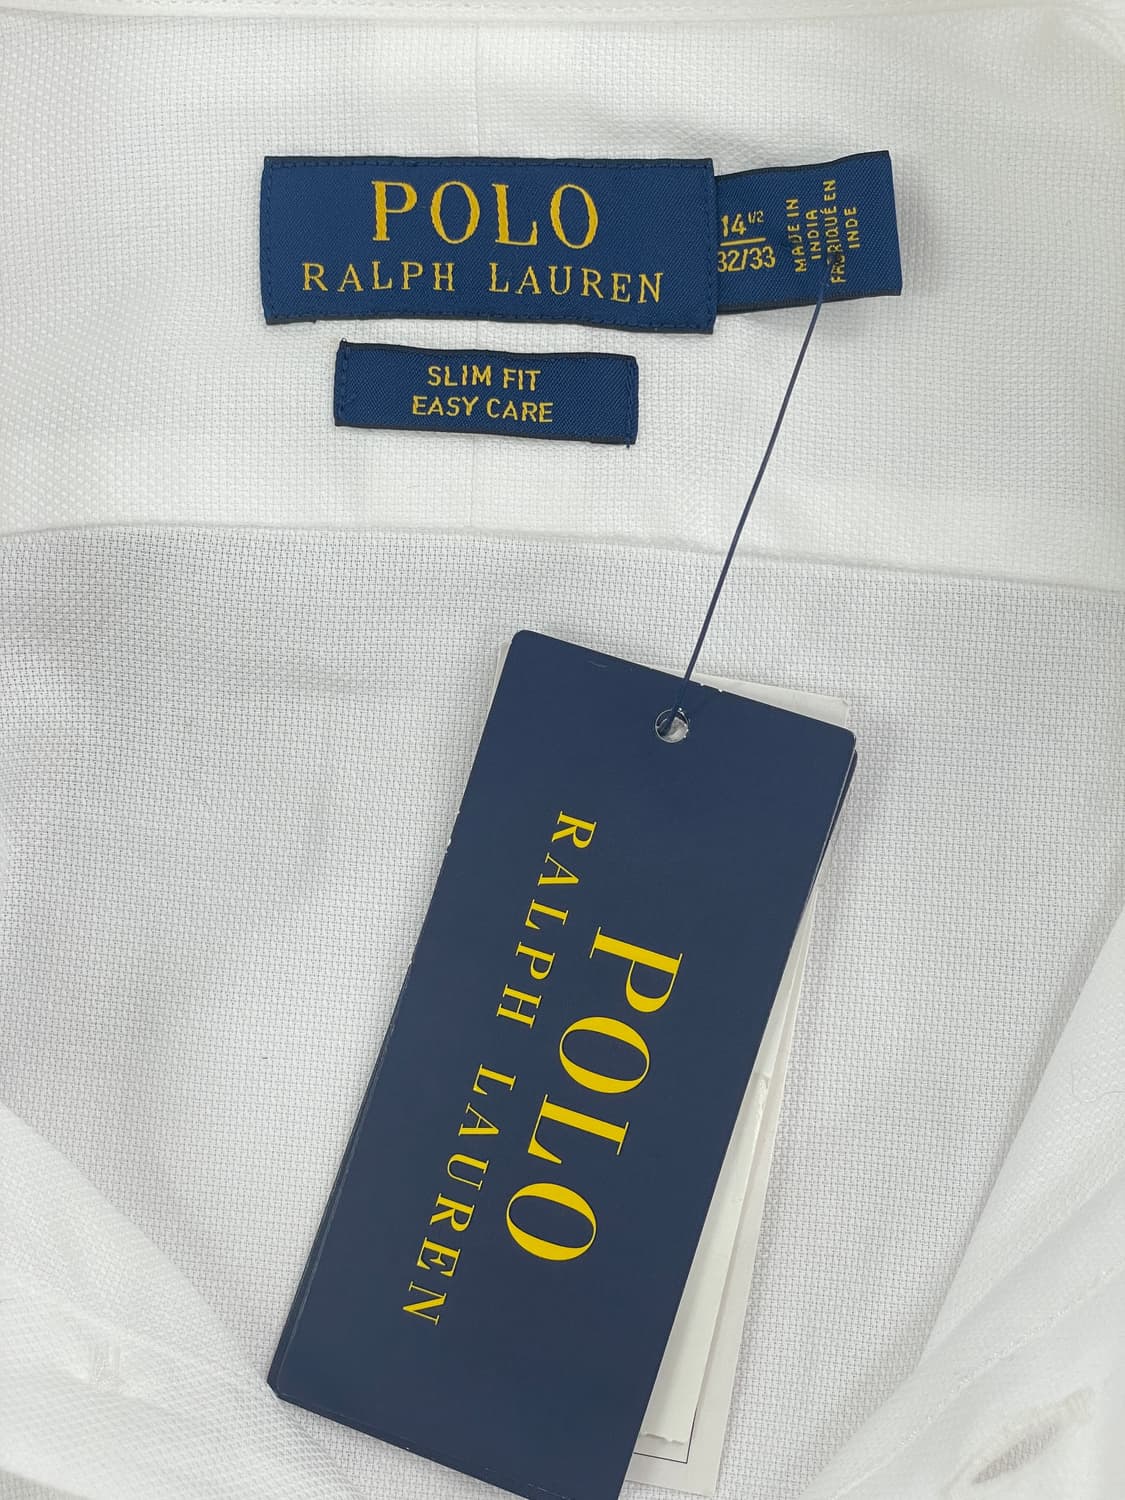 POLO
RALPH LAUREN
14 1/2
32/33
MADE IN
INDIA
FABRIQUÉ EN
INDE
SLIM FIT
EASY CARE
POLO
RALPH LAUREN